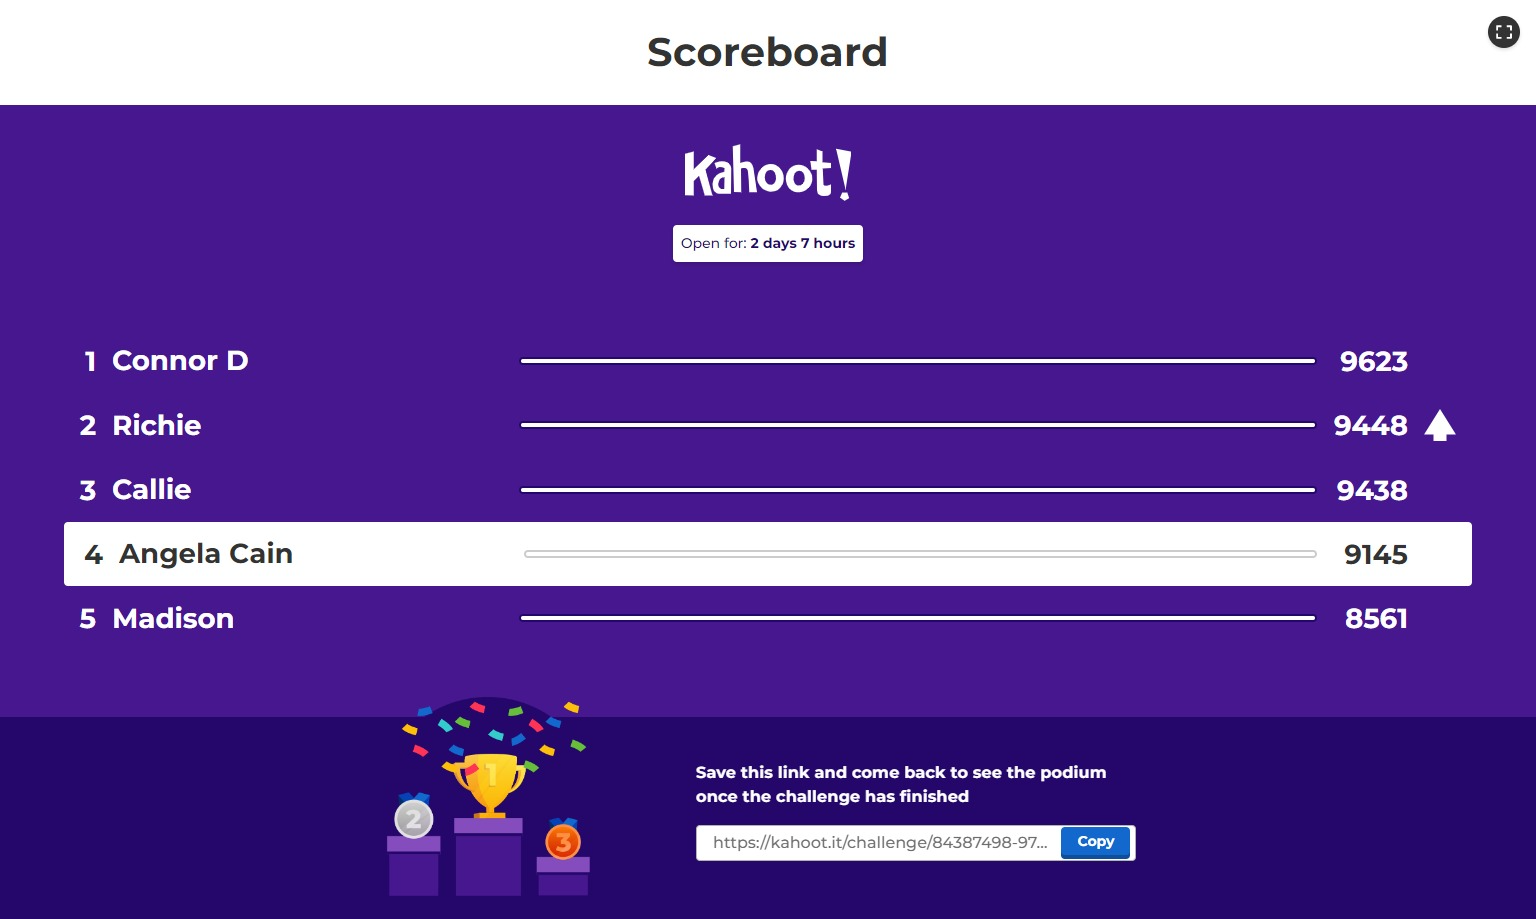 Scoreboard
Kahoot!
Open for: 2 days 7 hours
1 Connor D 9623
2 Richie 9448
3 Callie 9438
4 Angela Cain 9145
5 Madison 8561
1
2
3
Save this link and come back to see the podium
once the challenge has finished
https://kahoot.it/challenge/84387498-97... Copy